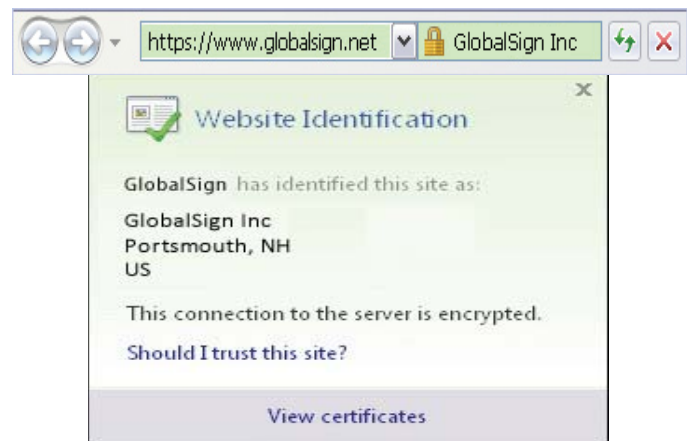 https://www.globalsign.net GlobalSign Inc
Website Identification
GlobalSign has identified this site as:
GlobalSign Inc
Portsmouth, NH
US
This connection to the server is encrypted.
Should I trust this site?
View certificates